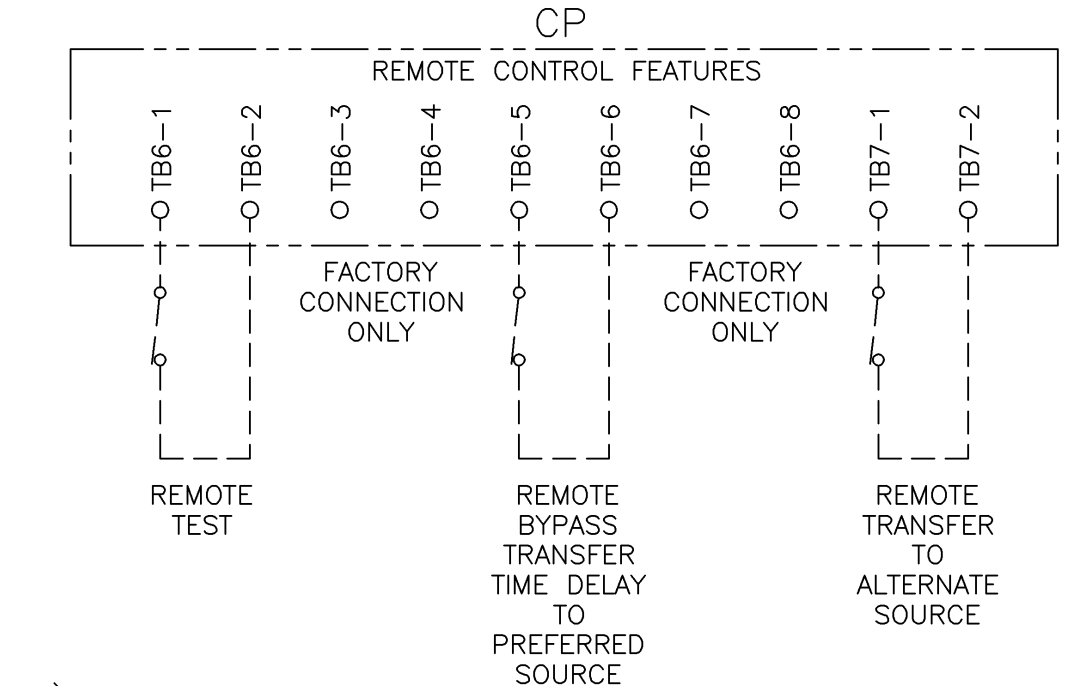 CP
REMOTE CONTROL FEATURES
TB6-1
TB6-2
TB6-3
TB6-4
TB6-5
TB6-6
TB6-7
TB6-8
TB7-1
TB7-2
FACTORY
CONNECTION
ONLY
FACTORY
CONNECTION
ONLY
REMOTE
TEST
REMOTE
BYPASS
TRANSFER
TIME DELAY
TO
PREFERRED
SOURCE
REMOTE
TRANSFER
TO
ALTERNATE
SOURCE